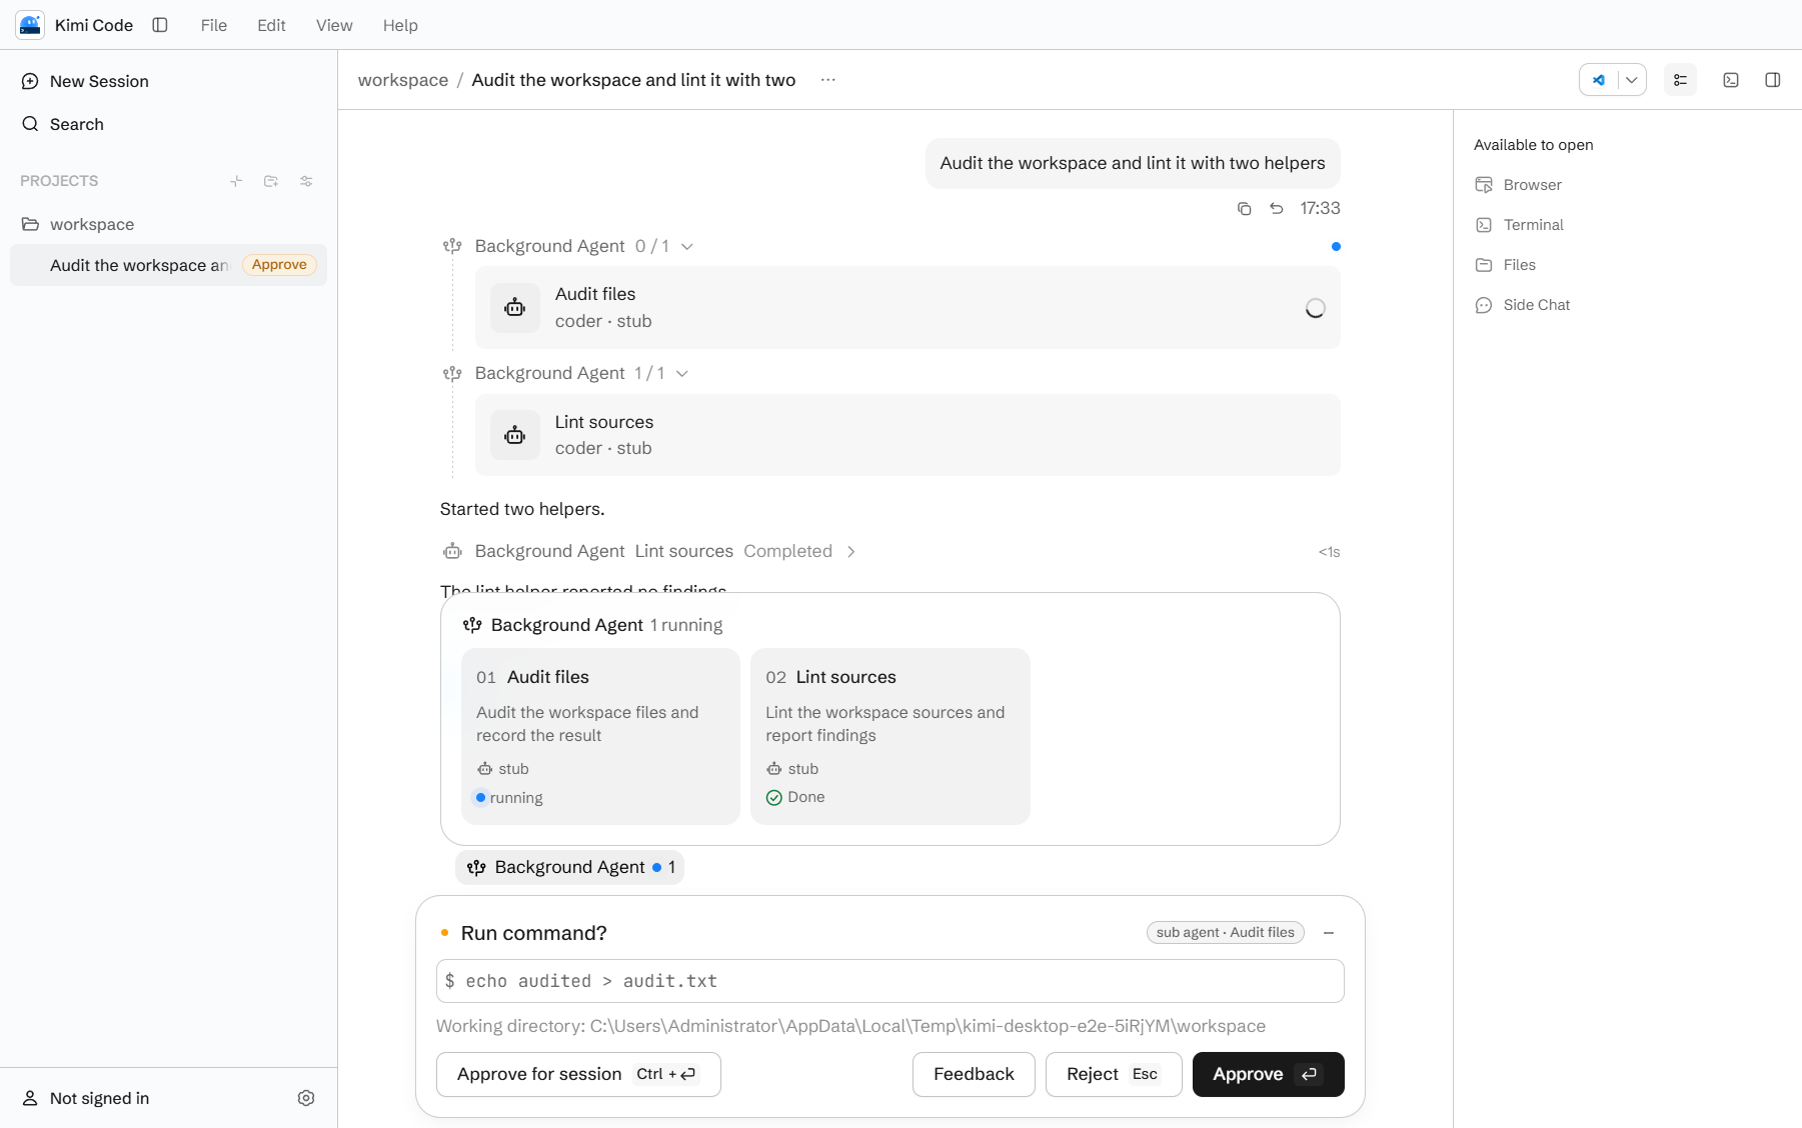 Kimi Code
File
Edit
View
Help
New Session
Search
PROJECTS
workspace
Audit the workspace an
Approve
Not signed in
workspace / Audit the workspace and lint it with two
Audit the workspace and lint it with two helpers
17:33
Background Agent 0 / 1
Audit files
coder · stub
Background Agent 1 / 1
Lint sources
coder · stub
Started two helpers.
Background Agent Lint sources Completed
<1s
The lint helper reported no findings
Background Agent 1 running
01 Audit files
Audit the workspace files and
record the result
stub
running
02 Lint sources
Lint the workspace sources and
report findings
stub
Done
Background Agent 1
Run command?
sub agent · Audit files
$ echo audited > audit.txt
Working directory: C:\Users\Administrator\AppData\Local\Temp\kimi-desktop-e2e-5iRjYM\workspace
Approve for session Ctrl +
Feedback
Reject Esc
Approve
Available to open
Browser
Terminal
Files
Side Chat